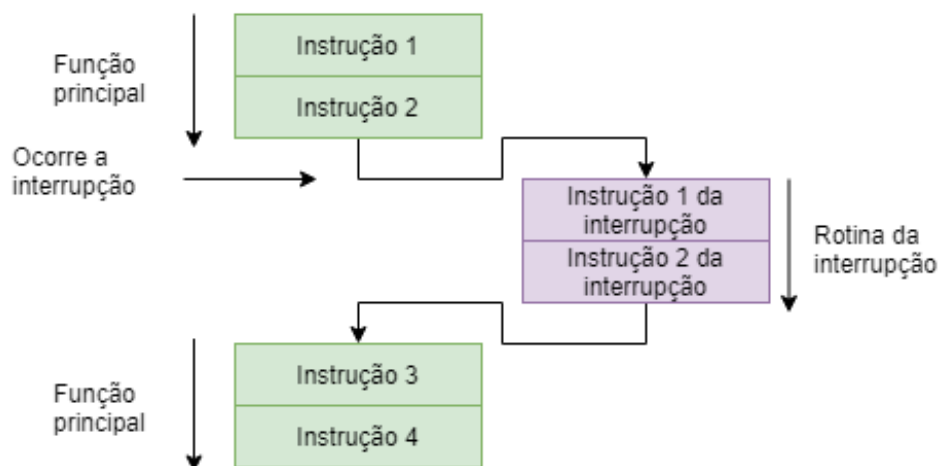 Instrução 1
Função
principal
Instrução 2
Ocorre a
interrupção
Instrução 1 da
interrupção
Instrução 2 da
interrupção
Rotina da
interrupção
Instrução 3
Função
principal
Instrução 4